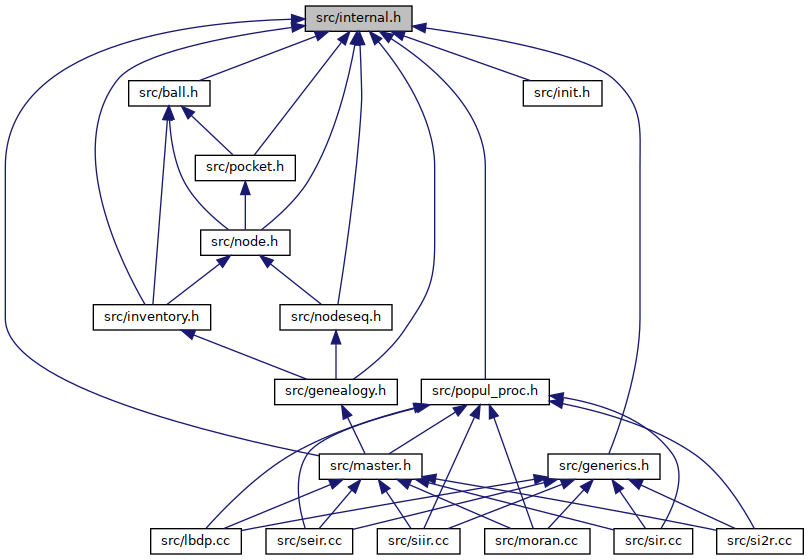 src/internal.h
src/ball.h
src/init.h
src/pocket.h
src/node.h
src/inventory.h
src/nodeseq.h
src/genealogy.h
src/popul_proc.h
src/master.h
src/generics.h
src/lbdp.cc
src/seir.cc
src/siir.cc
src/moran.cc
src/sir.cc
src/si2r.cc